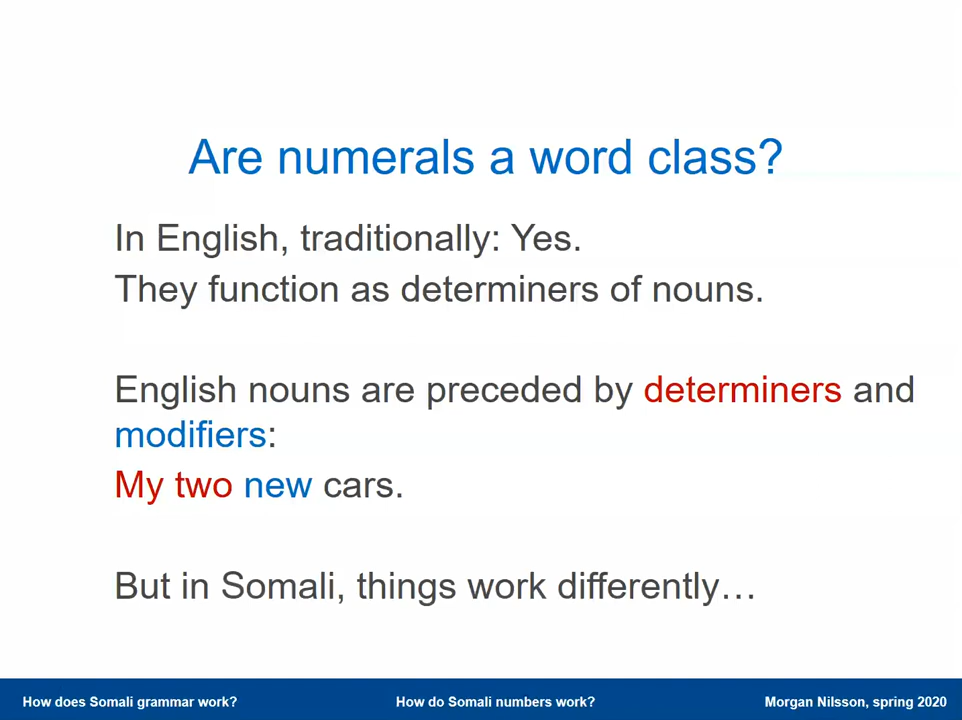 Are numerals a word class?
In English, traditionally: Yes.
They function as determiners of nouns.
English nouns are preceded by determiners and
modifiers:
My two new cars.
But in Somali, things work differently…
How does Somali grammar work? How do Somali numbers work? Morgan Nilsson, spring 2020